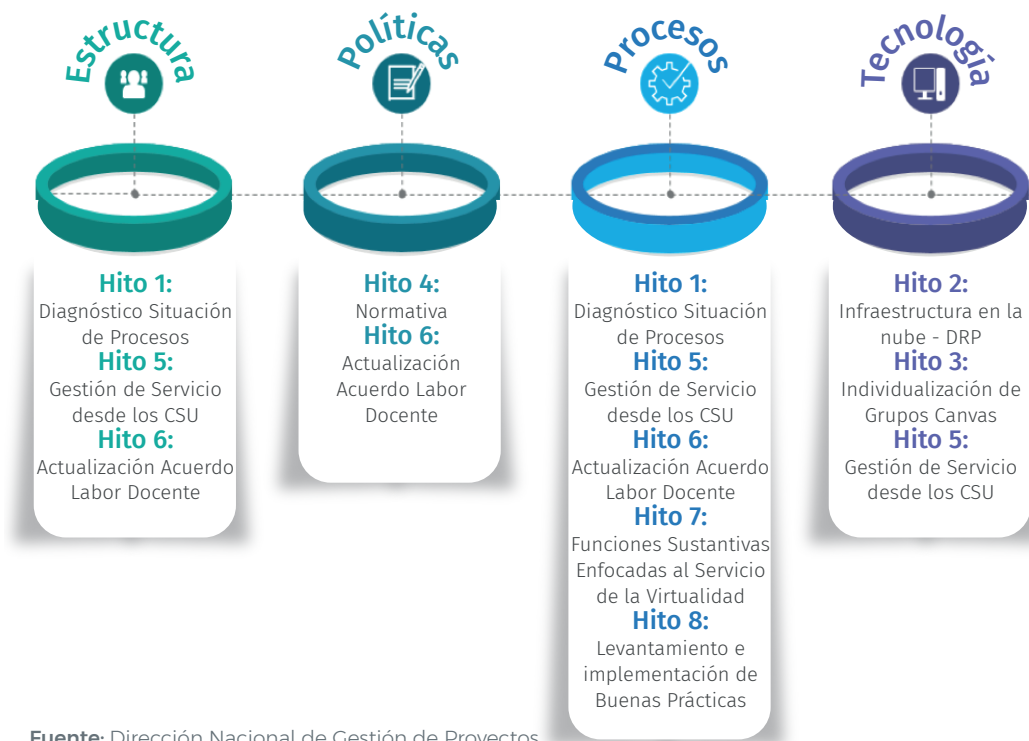 Estructura
Hito 1:
Diagnóstico Situación
de Procesos
Hito 5:
Gestión de Servicio
desde los CSU
Hito 6:
Actualización Acuerdo
Labor Docente
Políticas
Hito 4:
Normativa
Hito 6:
Actualización
Acuerdo Labor
Docente
Procesos
Hito 1:
Diagnóstico Situación
de Procesos
Hito 5:
Gestión de Servicio
desde los CSU
Hito 6:
Actualización Acuerdo
Labor Docente
Hito 7:
Funciones Sustantivas
Enfocadas al Servicio
de la Virtualidad
Hito 8:
Levantamiento e
implementación de
Buenas Prácticas
Tecnología
Hito 2:
Infraestructura en la
nube - DRP
Hito 3:
Individualización de
Grupos Canvas
Hito 5:
Gestión de Servicio
desde los CSU
Fuente: Dirección Nacional de Gestión de Proyectos